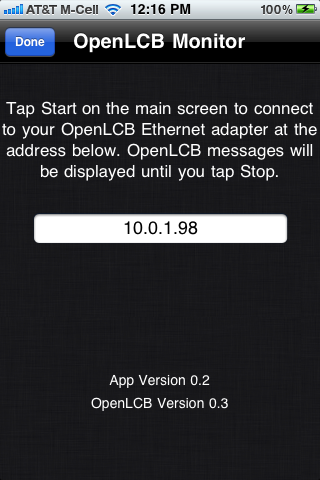 AT&T M-Cell 12:16 PM 100%
Done OpenLCB Monitor
Tap Start on the main screen to connect
to your OpenLCB Ethernet adapter at the
address below. OpenLCB messages will
be displayed until you tap Stop.
10.0.1.98
App Version 0.2
OpenLCB Version 0.3